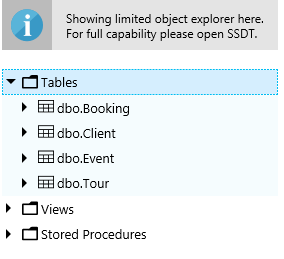 Showing limited object explorer here.
For full capability please open SSDT.
Tables
dbo.Booking
dbo.Client
dbo.Event
dbo.Tour
Views
Stored Procedures